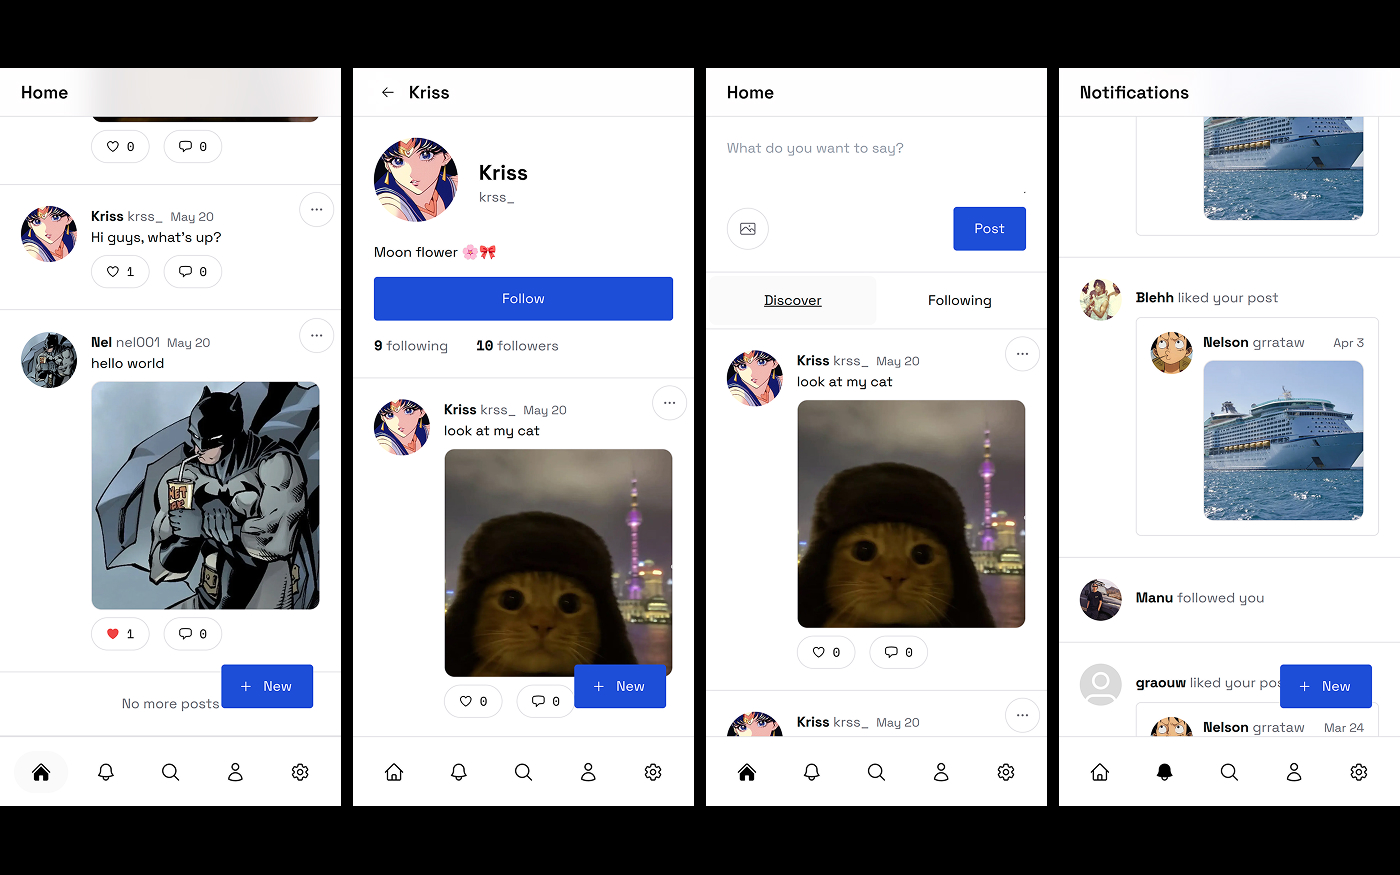 Home
0 0
Kriss krss_ May 20
Hi guys, what's up?
1 0
Nel nel001 May 20
hello world
1 0
No more posts
+ New
Kriss
Kriss
krss_
Moon flower 🌸🎀
Follow
9 following 10 followers
Kriss krss_ May 20
look at my cat
0 0
+ New
Home
What do you want to say?
Post
Discover Following
Kriss krss_ May 20
look at my cat
0 0
Kriss krss_ May 20
Notifications
Blehh liked your post
Nelson grrataw Apr 3
Manu followed you
graouw liked your pos
+ New
Nelson grrataw Mar 24